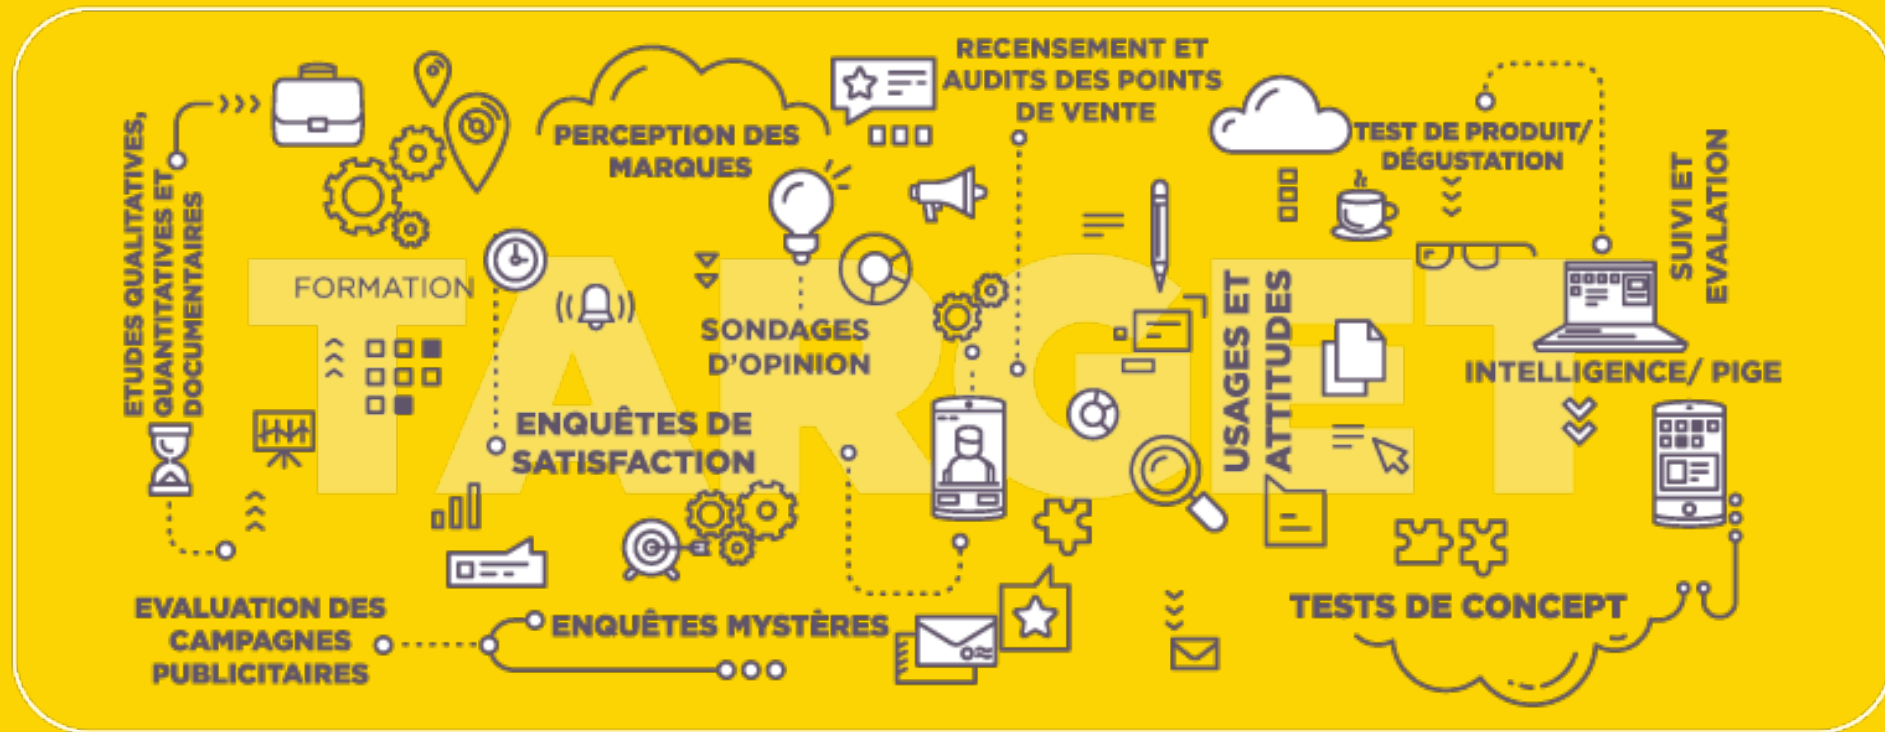 RECENSEMENT ET
AUDITS DES POINTS
DE VENTE
PERCEPTION DES
MARQUES
TEST DE PRODUIT/
DÉGUSTATION
ETUDES QUALITATIVES,
QUANTITATIVES ET
DOCUMENTAIRES
SUIVI ET
EVALATION
TARGET
FORMATION
SONDAGES
D'OPINION
USAGES ET
ATTITUDES
INTELLIGENCE/ PIGE
ENQUÊTES DE
SATISFACTION
EVALUATION DES
CAMPAGNES
PUBLICITAIRES
ENQUÊTES MYSTÈRES
TESTS DE CONCEPT